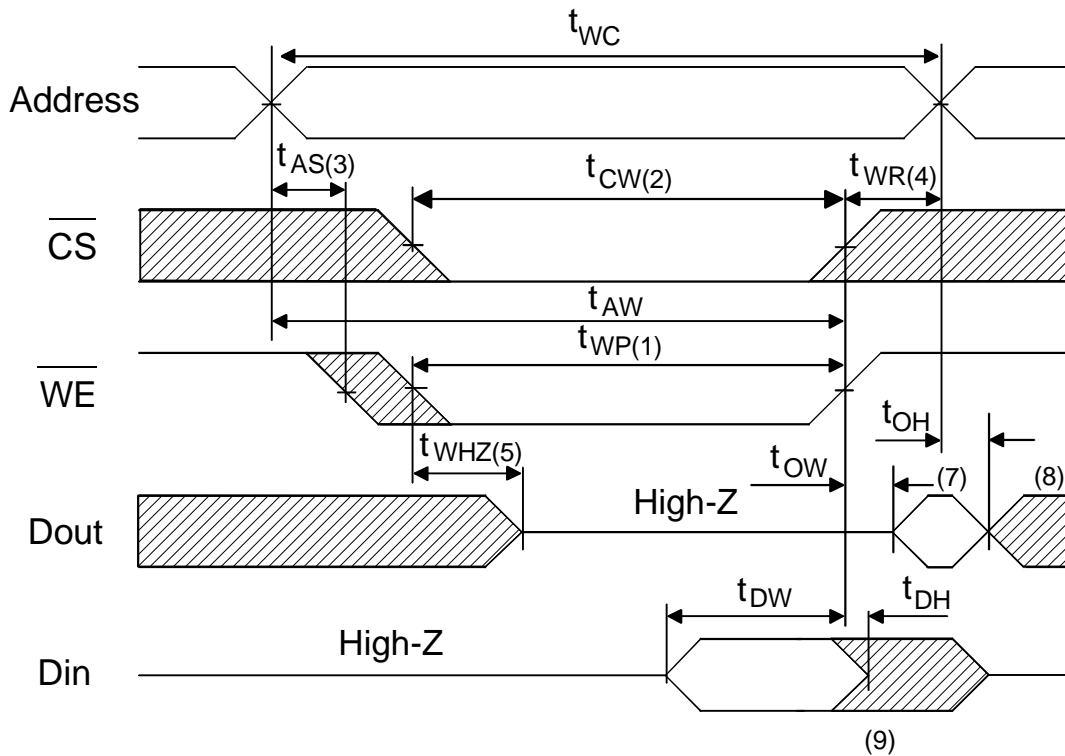 tWC
Address
tAS(3)
tCW(2)
tWR(4)
CS
tAW
tWP(1)
WE
tOH
tWHZ(5)
tOW
(7)
(8)
High-Z
Dout
tDW
tDH
High-Z
Din
(9)